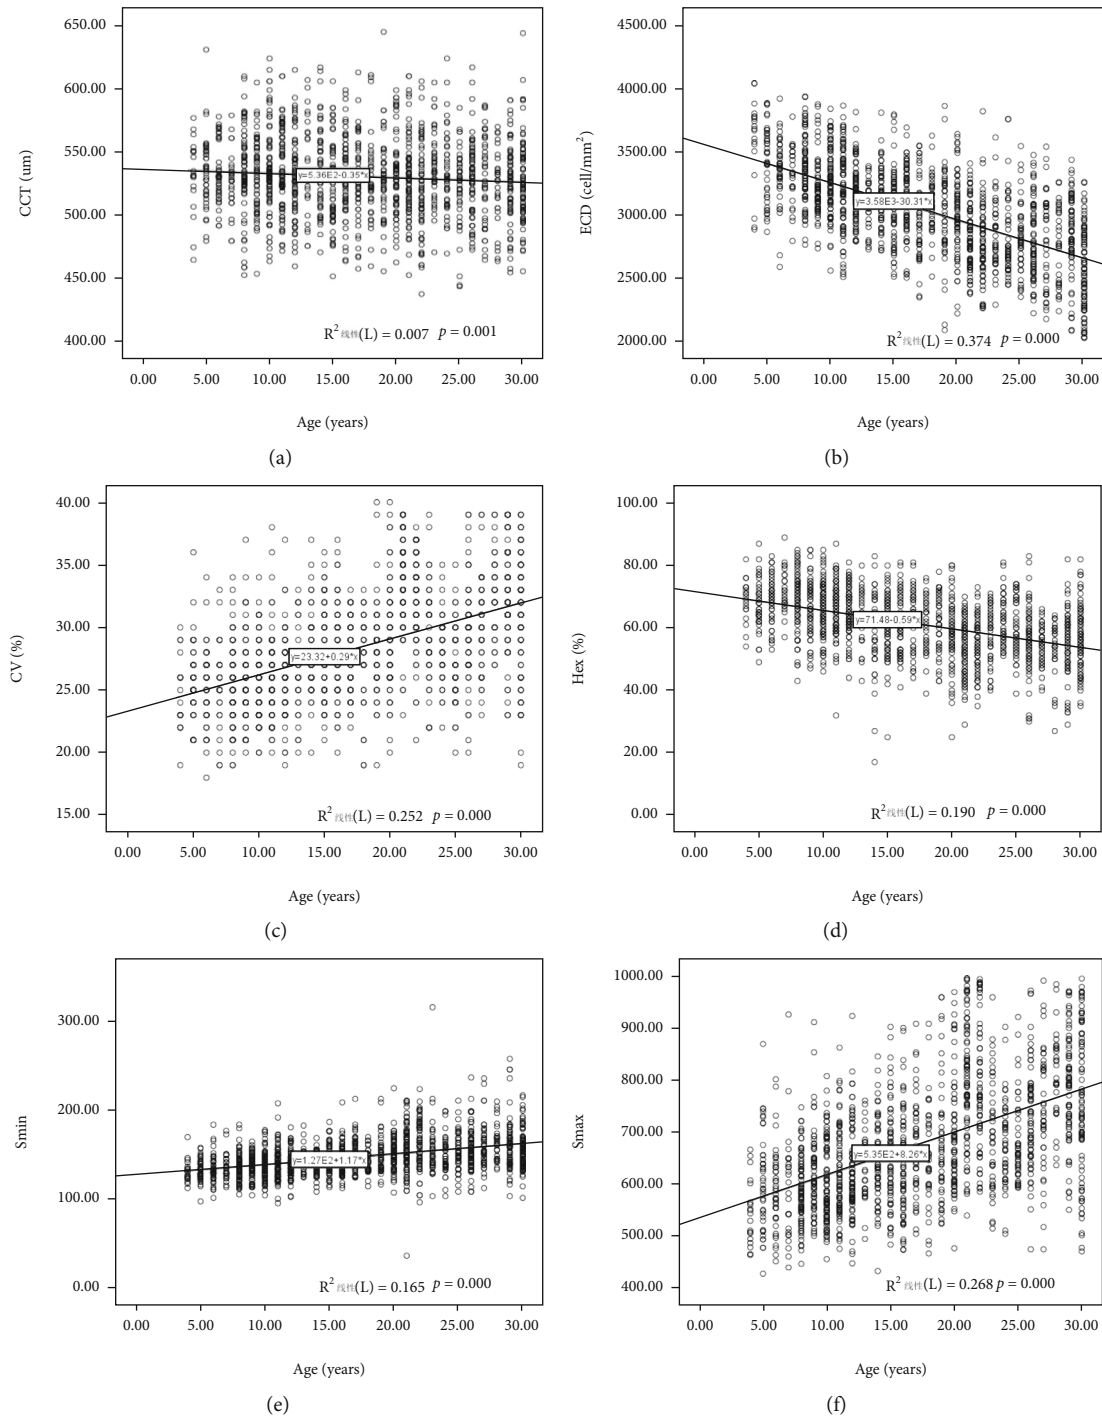 650.00
600.00
550.00
500.00
450.00
400.00
CCT (um)
y=5.36E2-0.35*x
R² 线性(L) = 0.007 p = 0.001
0.00 5.00 10.00 15.00 20.00 25.00 30.00
Age (years)
(a)
4500.00
4000.00
3500.00
3000.00
2500.00
2000.00
ECD (cell/mm²)
y=3.58E3-30.31*x
R² 线性(L) = 0.374 p = 0.000
0.00 5.00 10.00 15.00 20.00 25.00 30.00
Age (years)
(b)
40.00
35.00
30.00
25.00
20.00
15.00
CV (%)
y=23.32+0.29*x
R² 线性(L) = 0.252 p = 0.000
0.00 5.00 10.00 15.00 20.00 25.00 30.00
Age (years)
(c)
100.00
80.00
60.00
40.00
20.00
0.00
Hex (%)
y=71.48-0.59*x
R² 线性(L) = 0.190 p = 0.000
0.00 5.00 10.00 15.00 20.00 25.00 30.00
Age (years)
(d)
300.00
200.00
100.00
0.00
Smin
y=1.27E2+1.17*x
R² 线性(L) = 0.165 p = 0.000
0.00 5.00 10.00 15.00 20.00 25.00 30.00
Age (years)
(e)
1000.00
900.00
800.00
700.00
600.00
500.00
400.00
Smax
y=5.35E2+8.26*x
R² 线性(L) = 0.268 p = 0.000
0.00 5.00 10.00 15.00 20.00 25.00 30.00
Age (years)
(f)